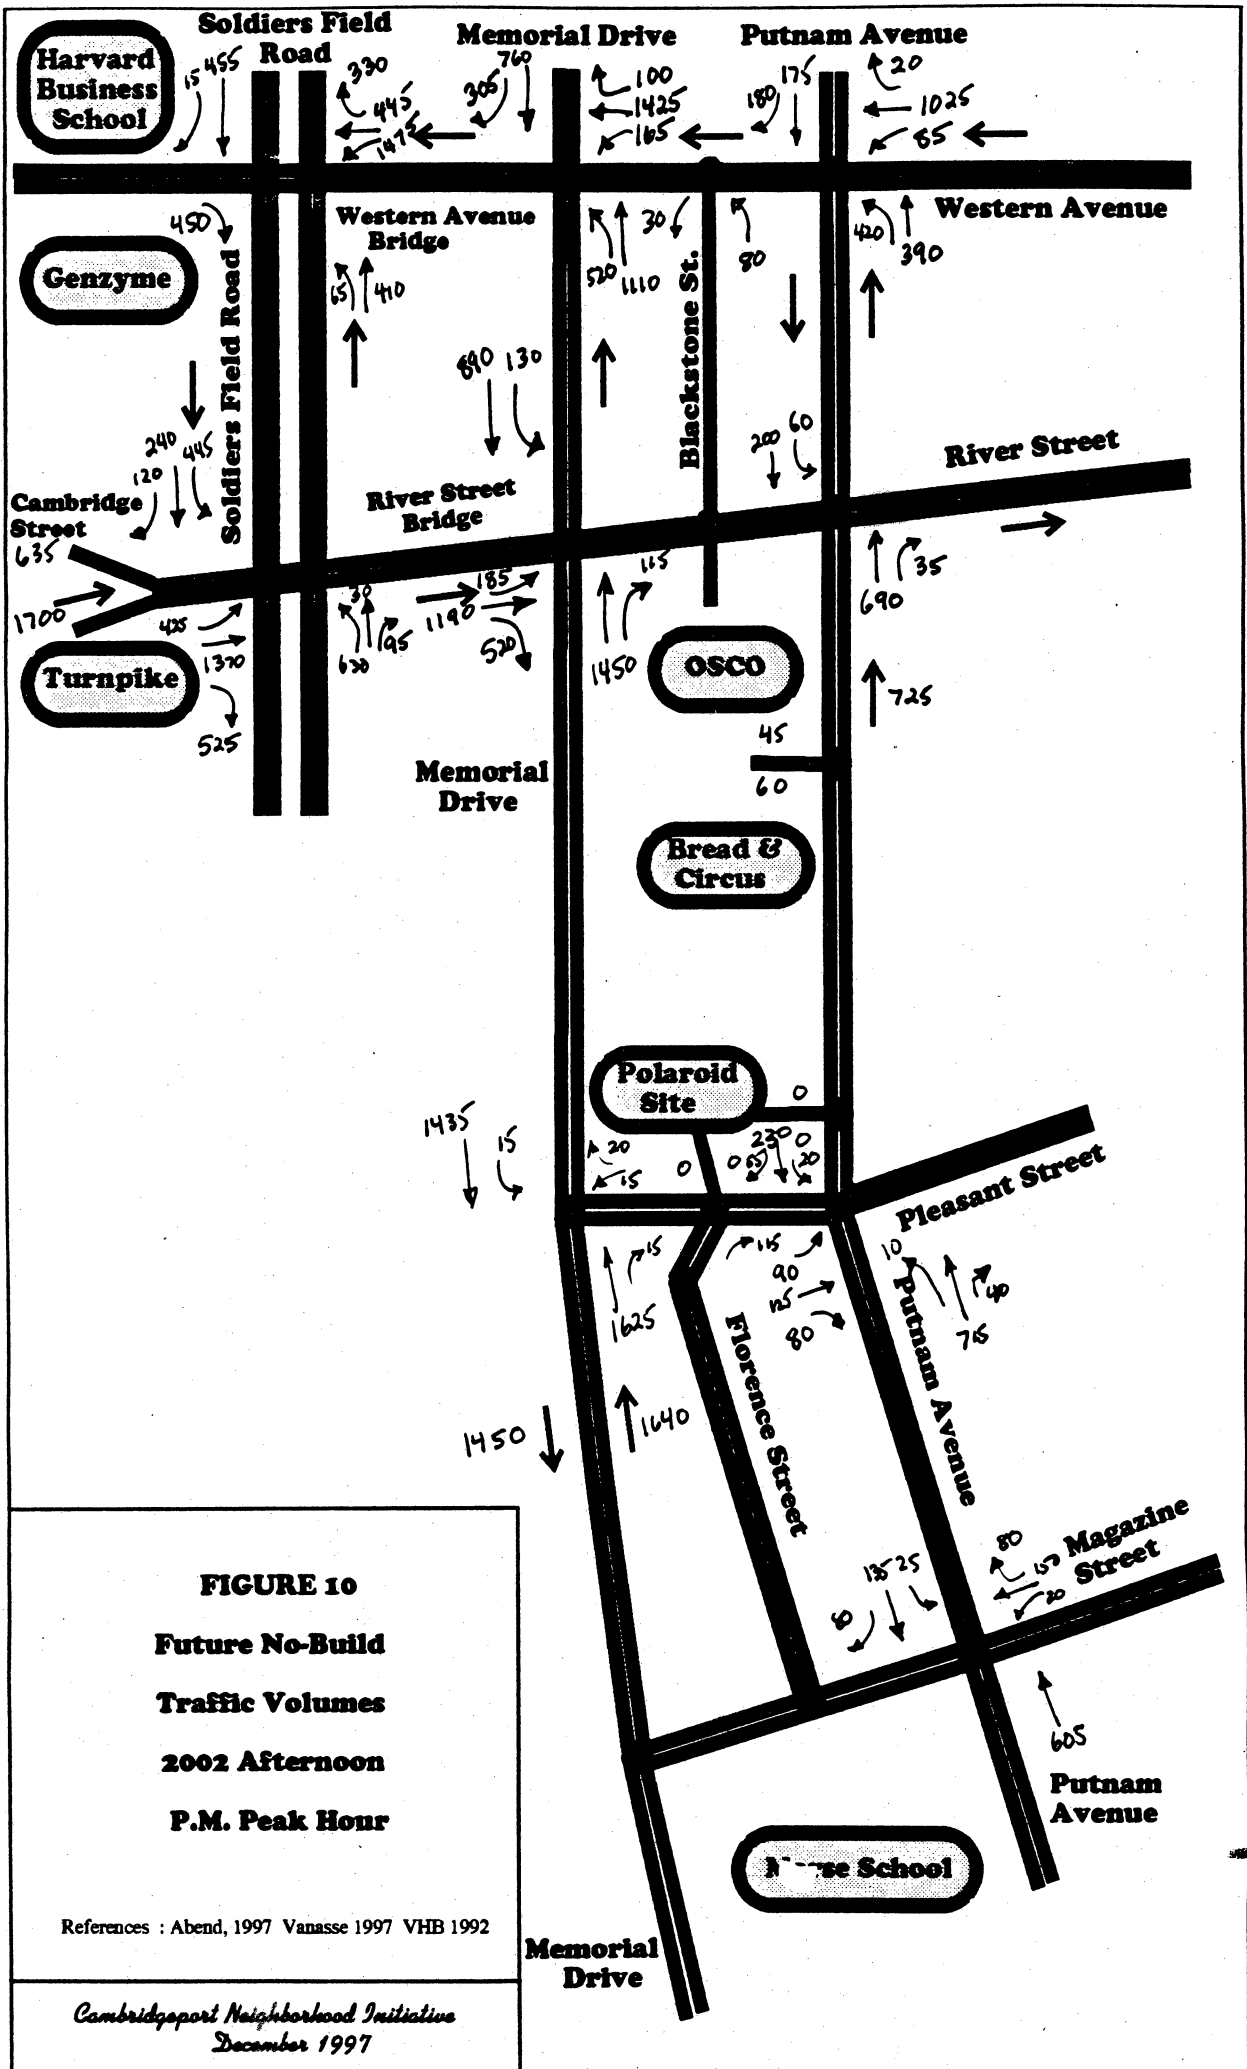 Soldiers Field
Road
Memorial Drive
Putnam Avenue
Harvard
Business
School
15 455
330
445
1475
305 760
100
1425
165
180 175
20
1025
85
Western Avenue
Bridge
Western Avenue
450
Genzyme
65 410
520 1110
30
80
420 390
Soldiers Field Road
Blackstone St.
890 130
200 60
River Street
240
120 445
Cambridge
Street
635
1700
River Street
Bridge
425
1320
525
Turnpike
630 30 195
185
1190
520
1450 115
690 35
OSCO
725
45
60
Memorial
Drive
Bread &
Circus
Polaroid
Site
0
0
1435 15
20
15
0
0
230
65 20
Pleasant Street
15
1625
115
90
125
80
10
715
40
Florence Street
Putnam Avenue
1450
1640
Magazine
Street
80
150
20
135 25
605
Putnam
Avenue
FIGURE 10
Future No-Build
Traffic Volumes
2002 Afternoon
P.M. Peak Hour
References : Abend, 1997 Vanasse 1997 VHB 1992
School
Memorial
Drive
Cambridgeport Neighborhood Initiative
December 1997